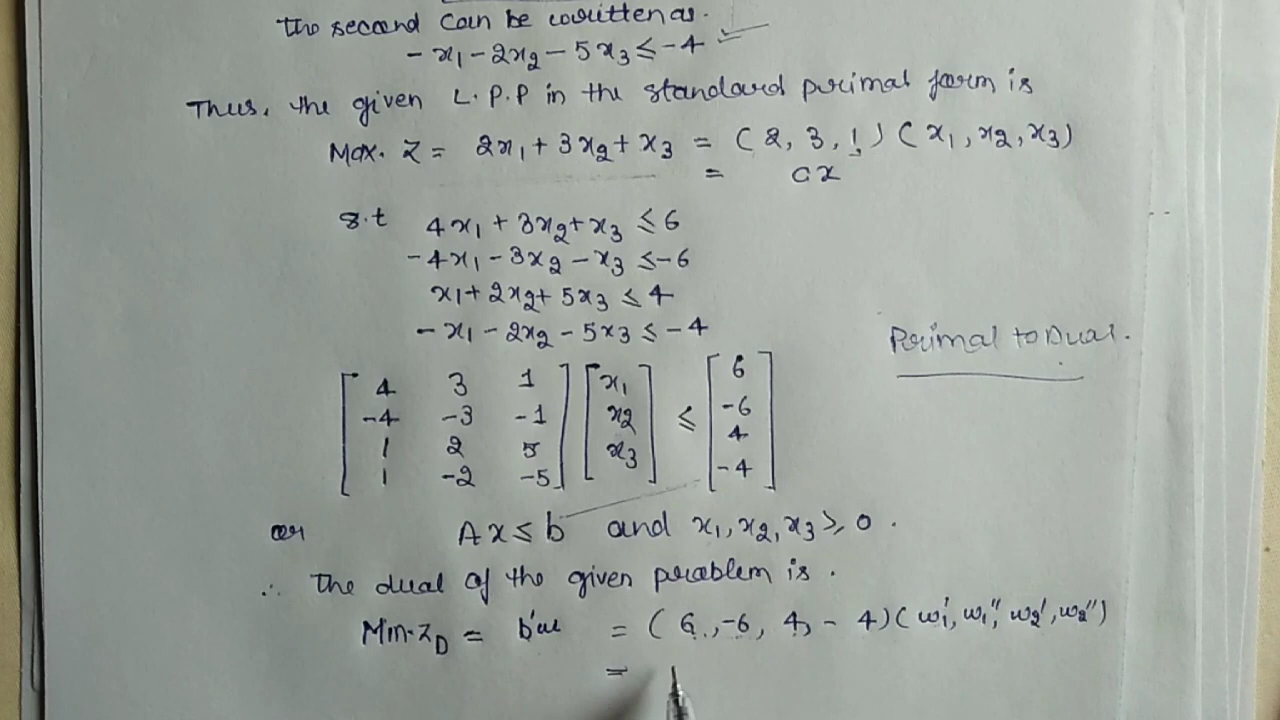 the second can be written as.
- x₁ - 2x₂ - 5x₃ ≤ -4
Thus, the given L.P.P in the standard primal form is
Max. Z = 2x₁ + 3x₂ + x₃ = (2, 3, 1) (x₁, x₂, x₃)
= cx
s.t 4x₁ + 3x₂ + x₃ ≤ 6
-4x₁ - 3x₂ - x₃ ≤ -6
x₁ + 2x₂ + 5x₃ ≤ 4
- x₁ - 2x₂ - 5x₃ ≤ -4
Primal to Dual.
[4 3 1] [x₁] [6]
[-4 -3 -1] [x₂] ≤ [-6]
[1 2 5] [x₃] [4]
[1 -2 -5] [-4]
or Ax ≤ b and x₁, x₂, x₃ ≥ 0.
∴ the dual of the given problem is.
Min. Z_D = b'w = (6, -6, 4, -4) (w₁', w₁'', w₂', w₂'')
=